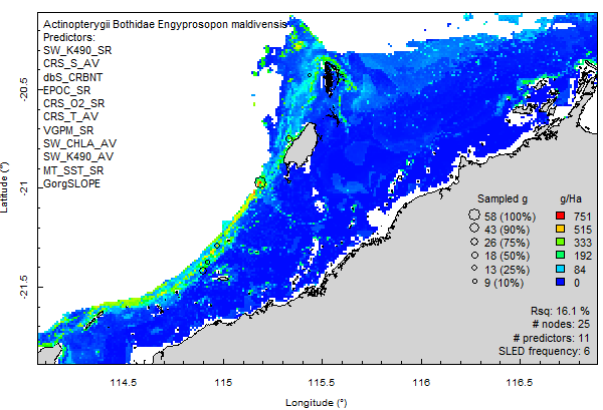 Actinopterygii Bothidae Engyprosopon maldivensis
Predictors:
SW_K490_SR
CRS_S_AV
dbS_CRBNT
EPOC_SR
CRS_O2_SR
CRS_T_AV
VGPM_SR
SW_CHLA_AV
SW_K490_AV
MT_SST_SR
GorgSLOPE
Latitude (°)
-20.5
-21
-21.5
Sampled g g/Ha
58 (100%) 751
43 (90%) 515
26 (75%) 333
18 (50%) 192
13 (25%) 84
9 (10%) 0
Rsq: 16.1 %
# nodes: 25
# predictors: 11
SLED frequency: 6
114.5 115 115.5 116 116.5
Longitude (°)